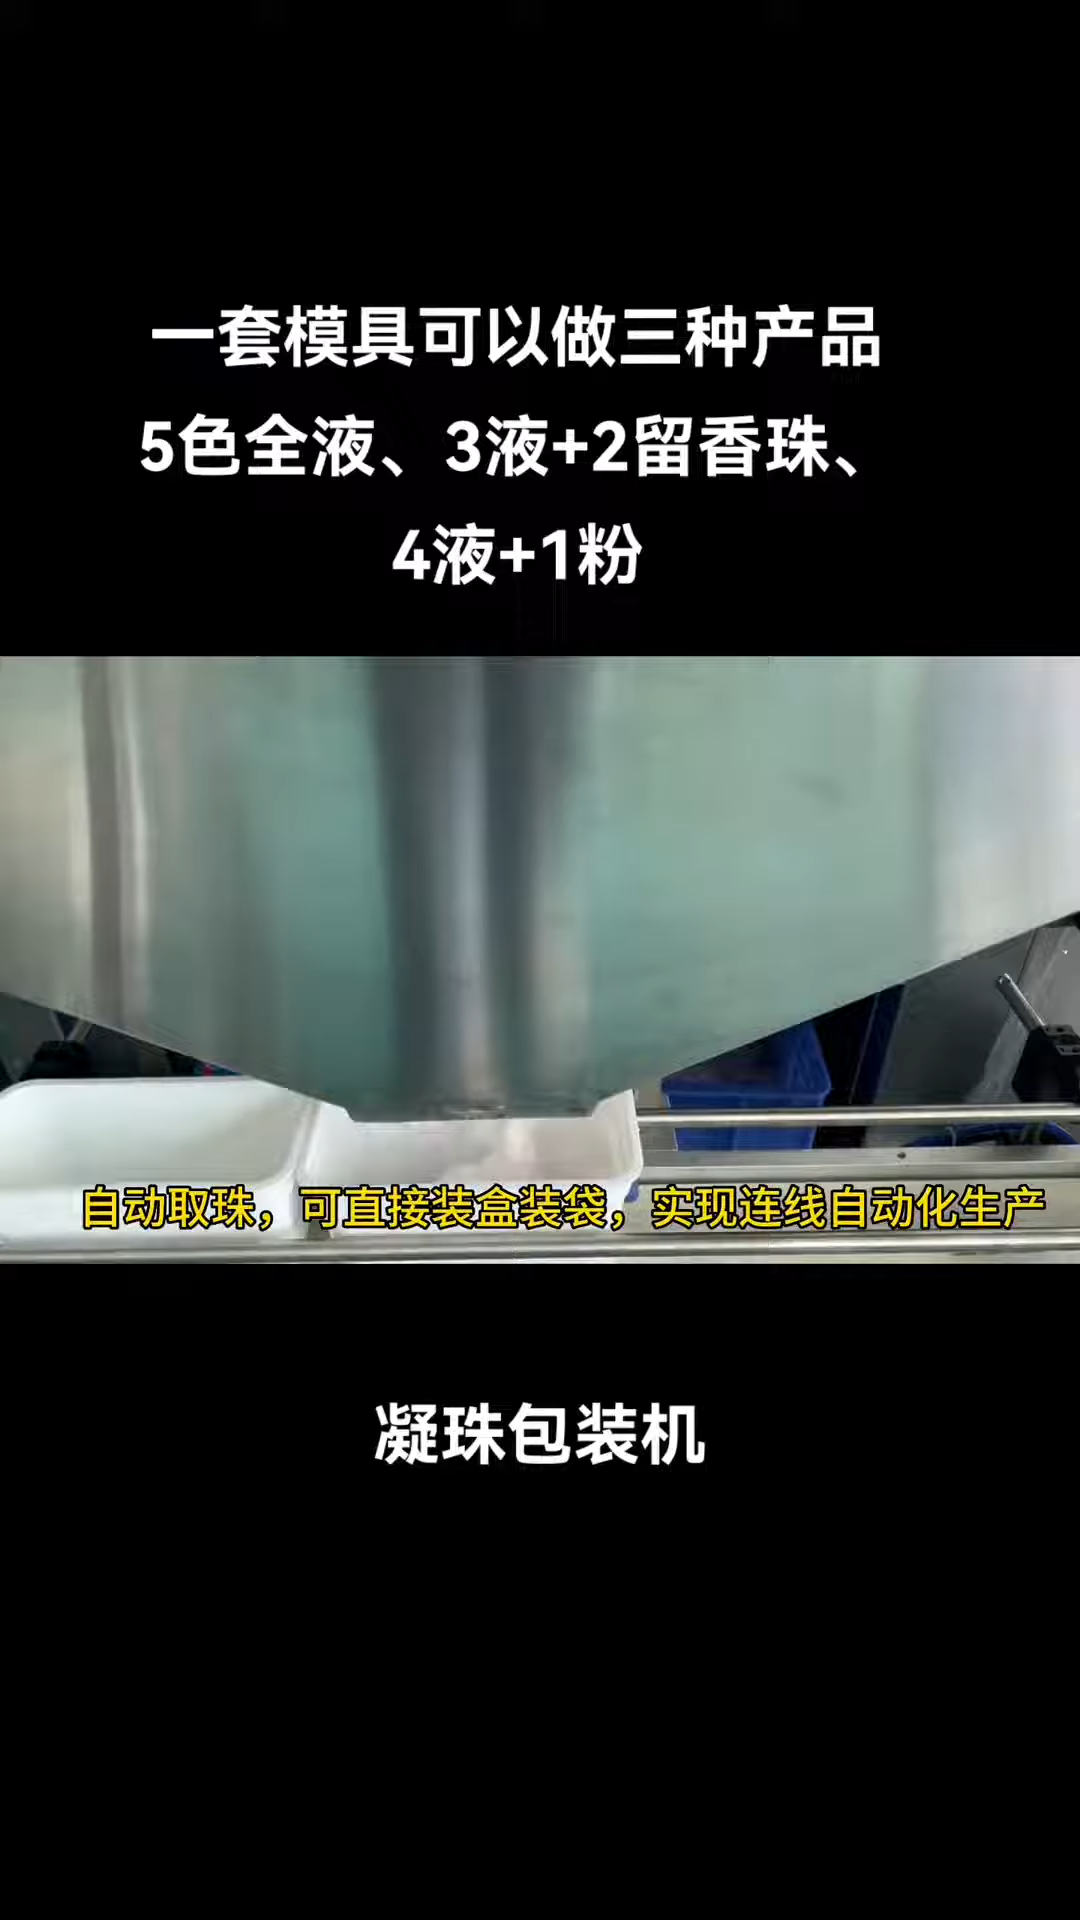 一套模具可以做三种产品
5色全液、3液+2留香珠、
4液+1粉
自动取珠，可直接装盒装袋，实现连线自动化生产
凝珠包装机